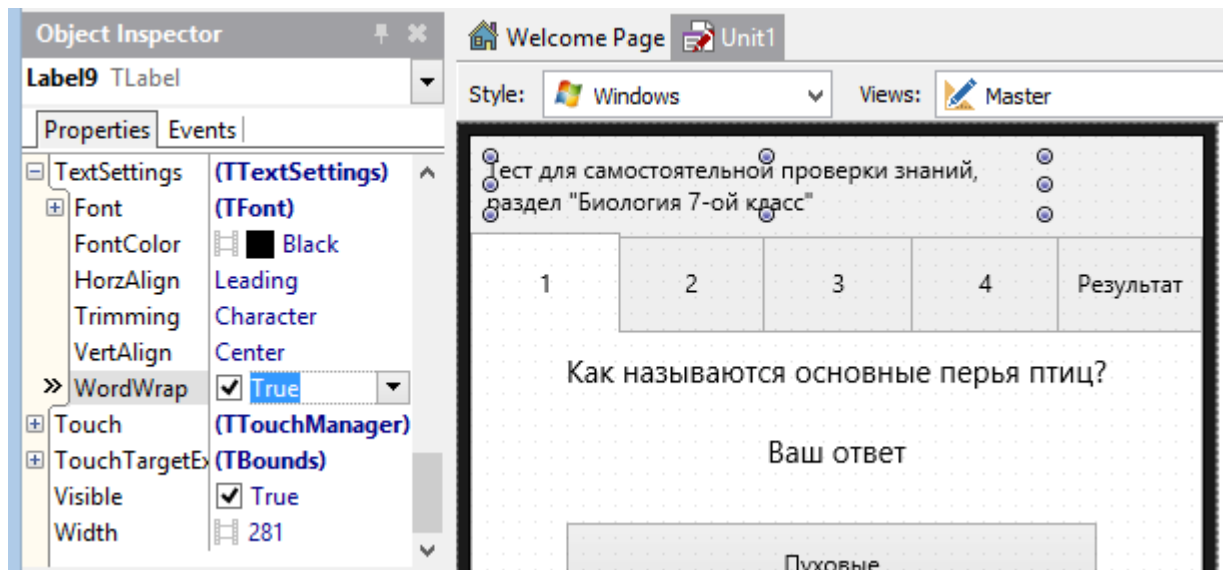 Object Inspector
Label9 TLabel
Properties Events
TextSettings (TTextSettings)
Font (TFont)
FontColor Black
HorzAlign Leading
Trimming Character
VertAlign Center
WordWrap True
Touch (TTouchManager)
TouchTargetEx (TBounds)
Visible True
Width 281
Welcome Page Unit1
Style: Windows Views: Master
Тест для самостоятельной проверки знаний,
раздел "Биология 7-ой класс"
1 2 3 4 Результат
Как называются основные перья птиц?
Ваш ответ
Пуховые